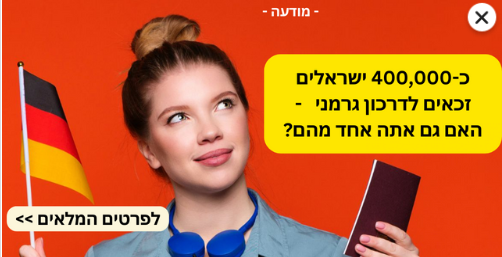 - מודעה -
כ-400,000 ישראלים
זכאים לדרכון גרמני -
האם גם אתה אחד מהם?
לפרטים המלאים >>